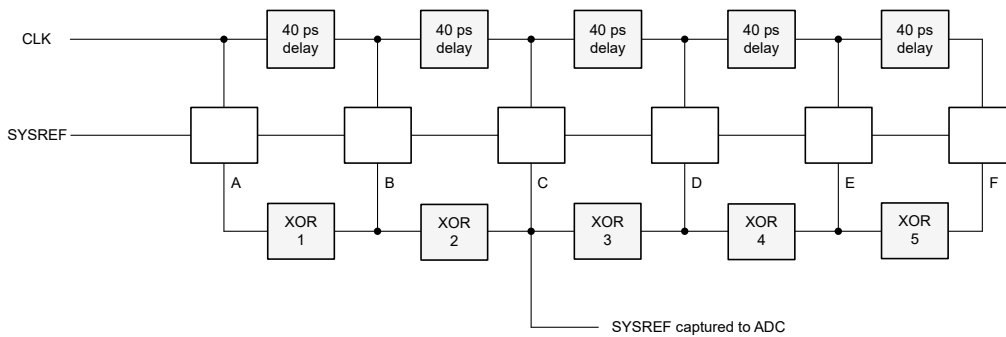 CLK
40 ps
delay
40 ps
delay
40 ps
delay
40 ps
delay
40 ps
delay
SYSREF
A
B
C
D
E
F
XOR
1
XOR
2
XOR
3
XOR
4
XOR
5
SYSREF captured to ADC